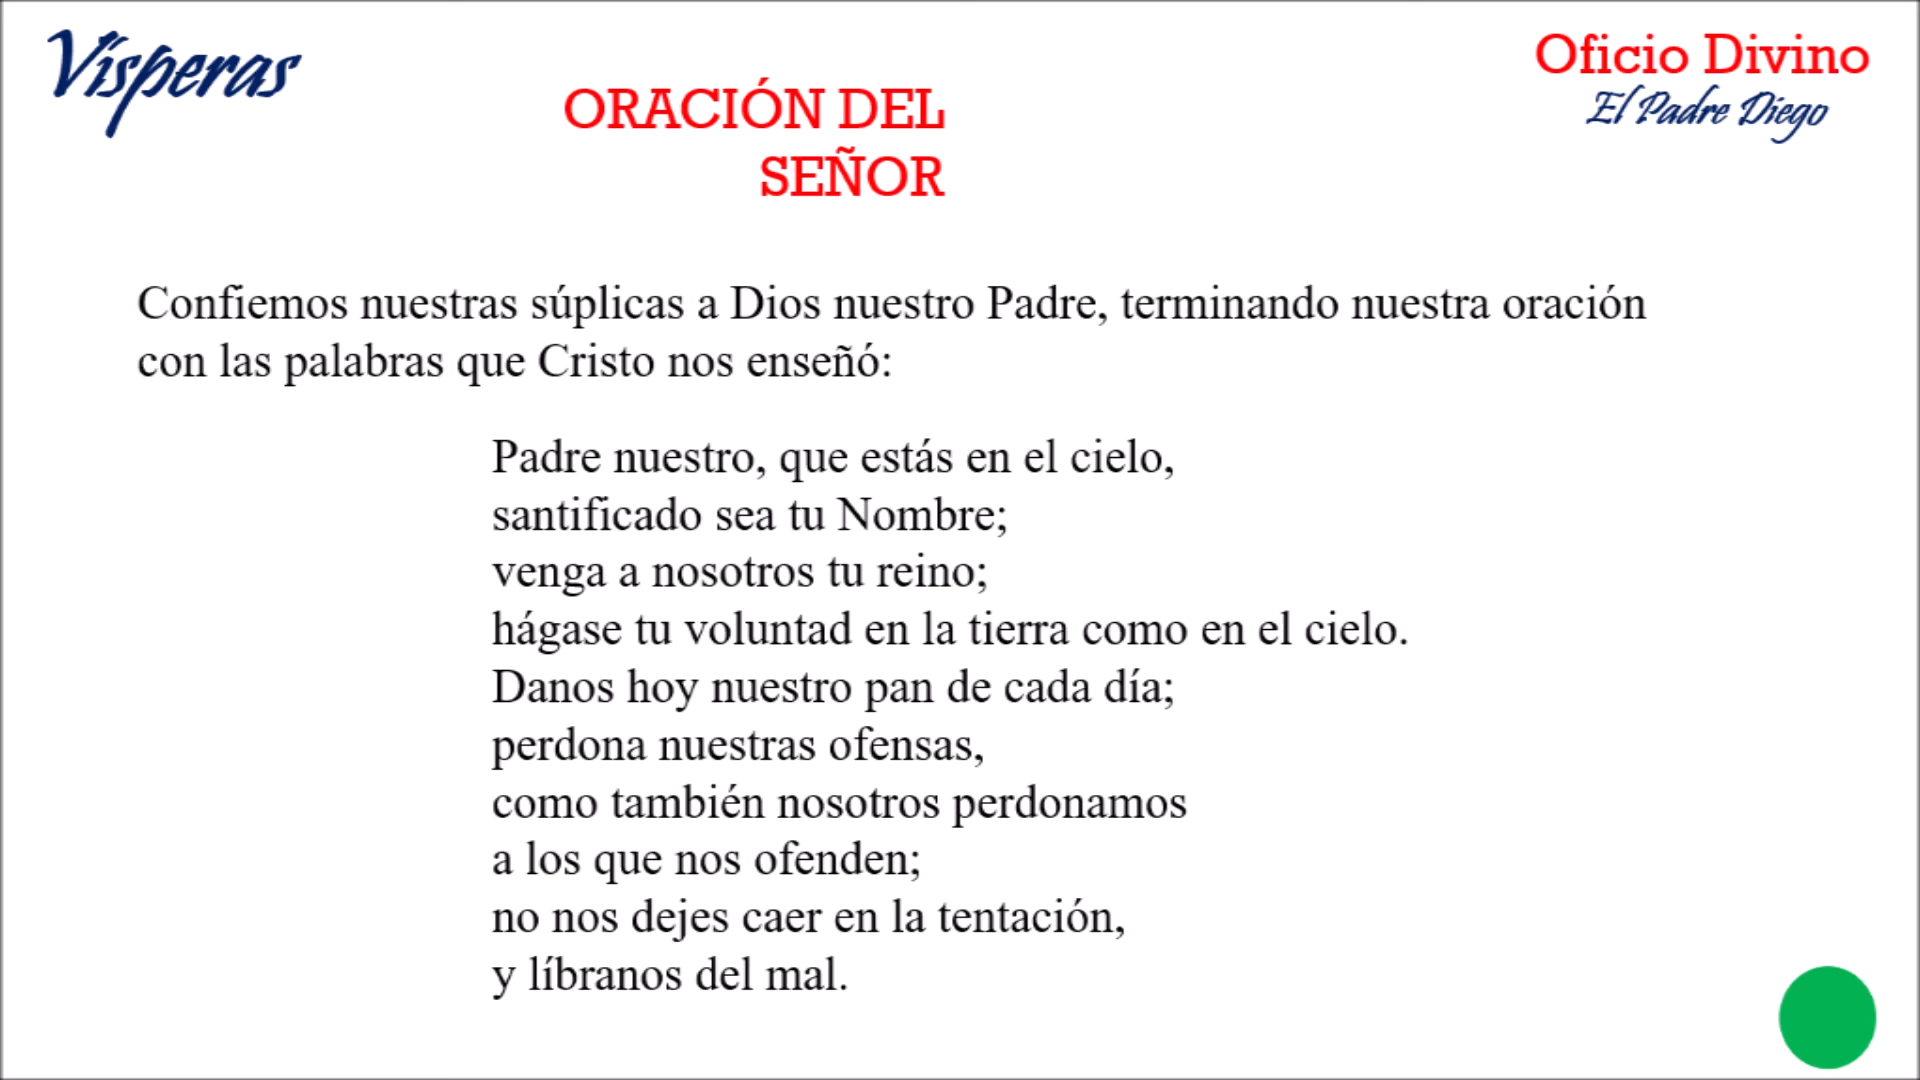 Vísperas
Oficio Divino
El Padre Diego
ORACIÓN DEL
SEÑOR
Confiemos nuestras súplicas a Dios nuestro Padre, terminando nuestra oración
con las palabras que Cristo nos enseñó:
Padre nuestro, que estás en el cielo,
santificado sea tu Nombre;
venga a nosotros tu reino;
hágase tu voluntad en la tierra como en el cielo.
Danos hoy nuestro pan de cada día;
perdona nuestras ofensas,
como también nosotros perdonamos
a los que nos ofenden;
no nos dejes caer en la tentación,
y líbranos del mal.